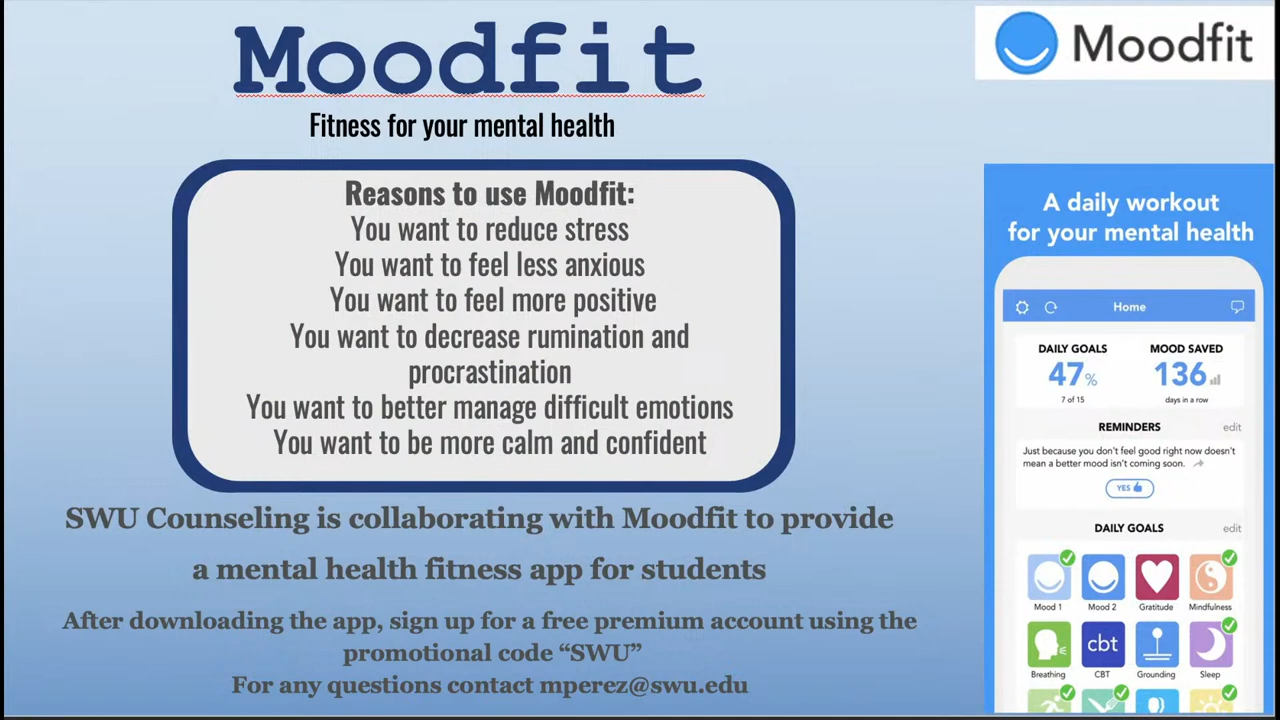 Moodfit
Fitness for your mental health
Reasons to use Moodfit:
You want to reduce stress
You want to feel less anxious
You want to feel more positive
You want to decrease rumination and
procrastination
You want to better manage difficult emotions
You want to be more calm and confident
SWU Counseling is collaborating with Moodfit to provide
a mental health fitness app for students
After downloading the app, sign up for a free premium account using the
promotional code “SWU”
For any questions contact mperez@swu.edu
Moodfit
A daily workout
for your mental health
Home
DAILY GOALS MOOD SAVED
47% 136
7 of 15 days in a row
REMINDERS edit
Just because you don't feel good right now doesn't
mean a better mood isn't coming soon.
YES
DAILY GOALS edit
Mood 1 Mood 2 Gratitude Mindfulness
cbt
Breathing CBT Grounding Sleep